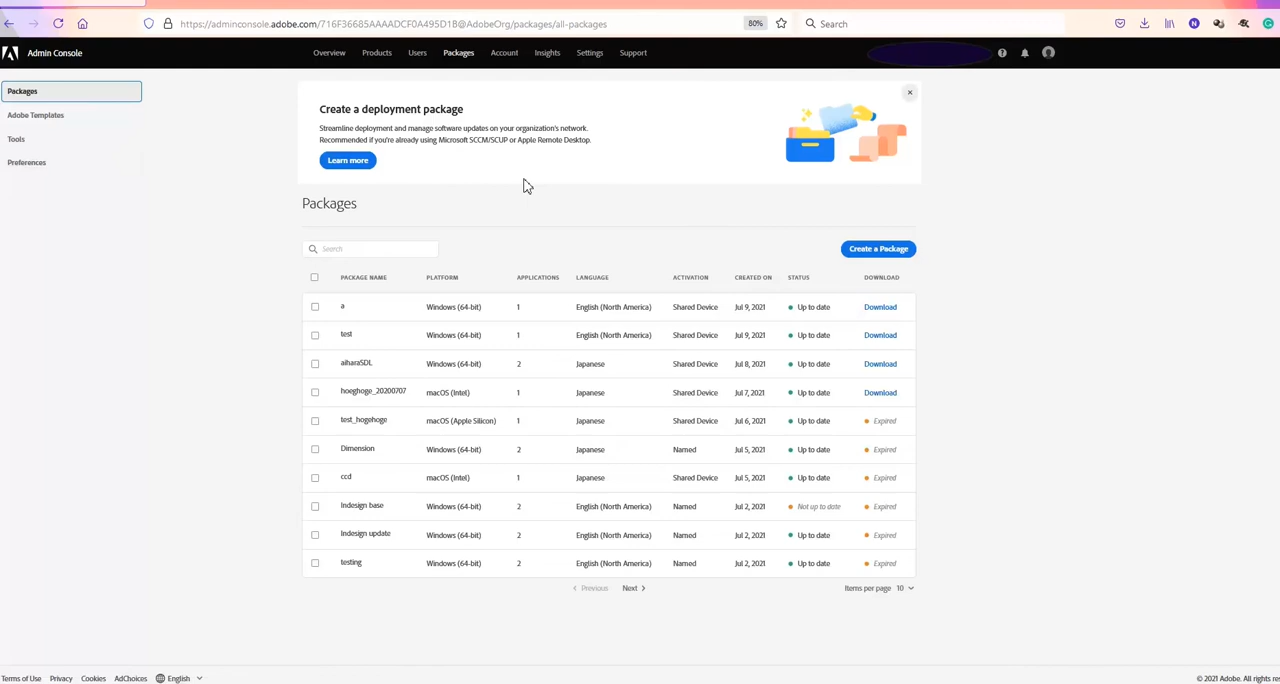 https://adminconsole.adobe.com/716F36685AAAADCF0A495D1B@AdobeOrg/packages/all-packages
80%
Search
Admin Console
Overview
Products
Users
Packages
Account
Insights
Settings
Support
Packages
Adobe Templates
Tools
Preferences
Create a deployment package
Streamline deployment and manage software updates on your organization's network.
Recommended if you're already using Microsoft SCCM/SCUP or Apple Remote Desktop.
Learn more
Packages
Search
Create a Package
PACKAGE NAME PLATFORM APPLICATIONS LANGUAGE ACTIVATION CREATED ON STATUS DOWNLOAD
a Windows (64-bit) 1 English (North America) Shared Device Jul 9, 2021 Up to date Download
test Windows (64-bit) 1 English (North America) Shared Device Jul 9, 2021 Up to date Download
aiharaSDL Windows (64-bit) 2 Japanese Shared Device Jul 8, 2021 Up to date Download
hoeghoge_20200707 macOS (Intel) 1 Japanese Shared Device Jul 7, 2021 Up to date Download
test_hogehoge macOS (Apple Silicon) 1 Japanese Shared Device Jul 6, 2021 Up to date Expired
Dimension Windows (64-bit) 2 Japanese Named Jul 5, 2021 Up to date Expired
ccd macOS (Intel) 1 Japanese Shared Device Jul 5, 2021 Up to date Expired
Indesign base Windows (64-bit) 2 English (North America) Named Jul 2, 2021 Not up to date Expired
Indesign update Windows (64-bit) 2 English (North America) Named Jul 2, 2021 Up to date Expired
testing Windows (64-bit) 2 English (North America) Named Jul 2, 2021 Up to date Expired
Previous Next Items per page 10
Terms of Use Privacy Cookies AdChoices English © 2021 Adobe. All rights re